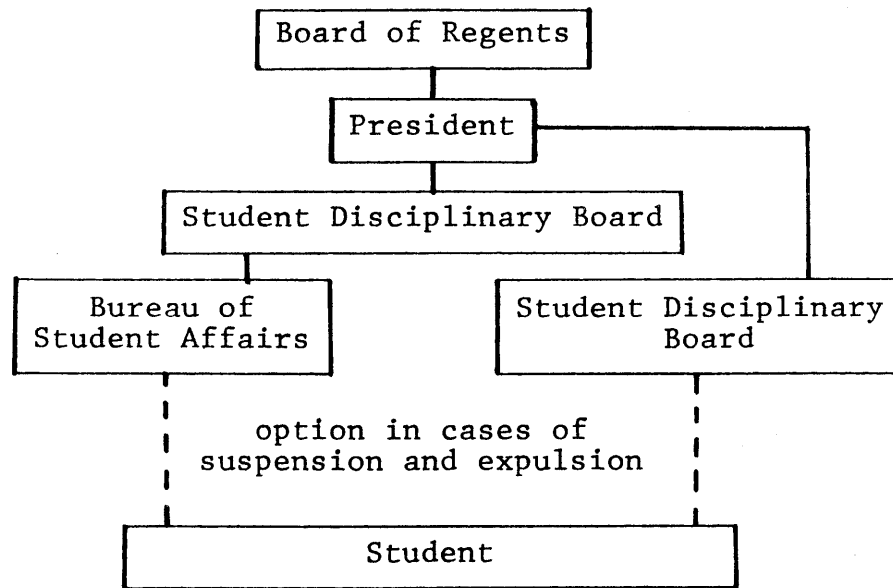 Board of Regents
President
Student Disciplinary Board
Bureau of
Student Affairs
Student Disciplinary
Board
option in cases of
suspension and expulsion
Student